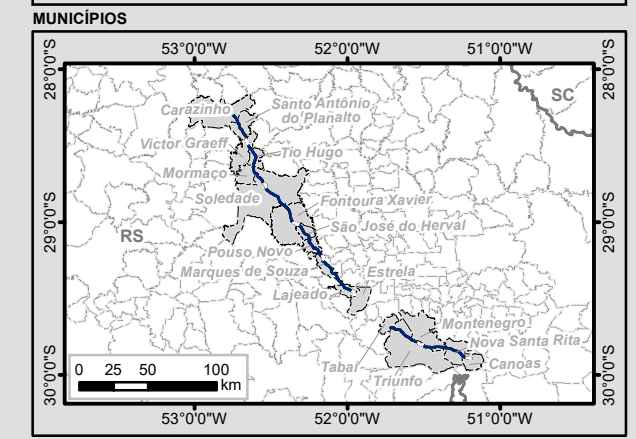 MUNICÍPIOS
53°0'0"W 52°0'0"W 51°0'0"W
28°0'0"S
28°0'0"S
SC
Carazinho
Santo Antônio
do Planalto
Victor Graeff
Tio Hugo
Mormaço
Soledade
Fontoura Xavier
São José do Herval
29°0'0"S
29°0'0"S
RS
Pouso Novo
Marques de Souza
Estrela
Lajeado
Montenegro
Nova Santa Rita
Tabaí
Canoas
Triunfo
0 25 50 100
km
30°0'0"S
30°0'0"S
53°0'0"W 52°0'0"W 51°0'0"W